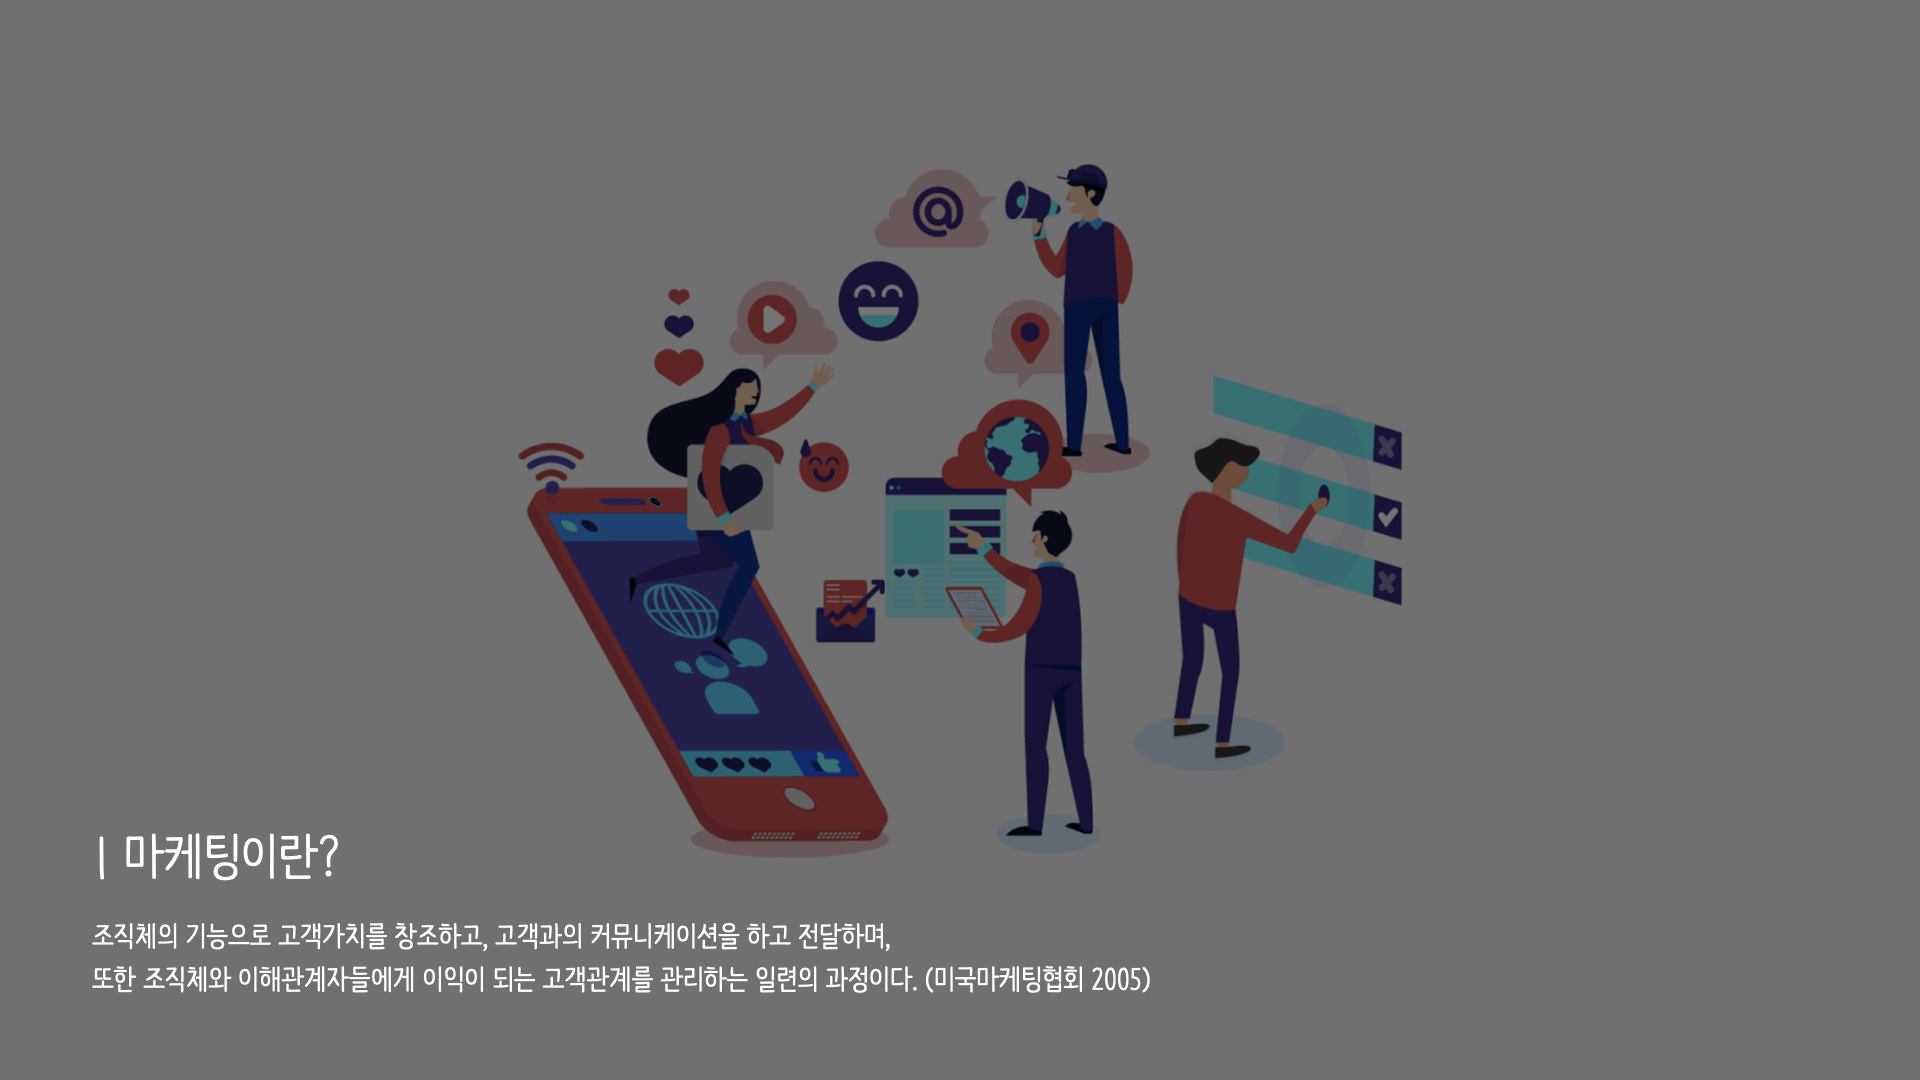 | 마케팅이란?
조직체의 기능으로 고객가치를 창조하고, 고객과의 커뮤니케이션을 하고 전달하며,
또한 조직체와 이해관계자들에게 이익이 되는 고객관계를 관리하는 일련의 과정이다. (미국마케팅협회 2005)